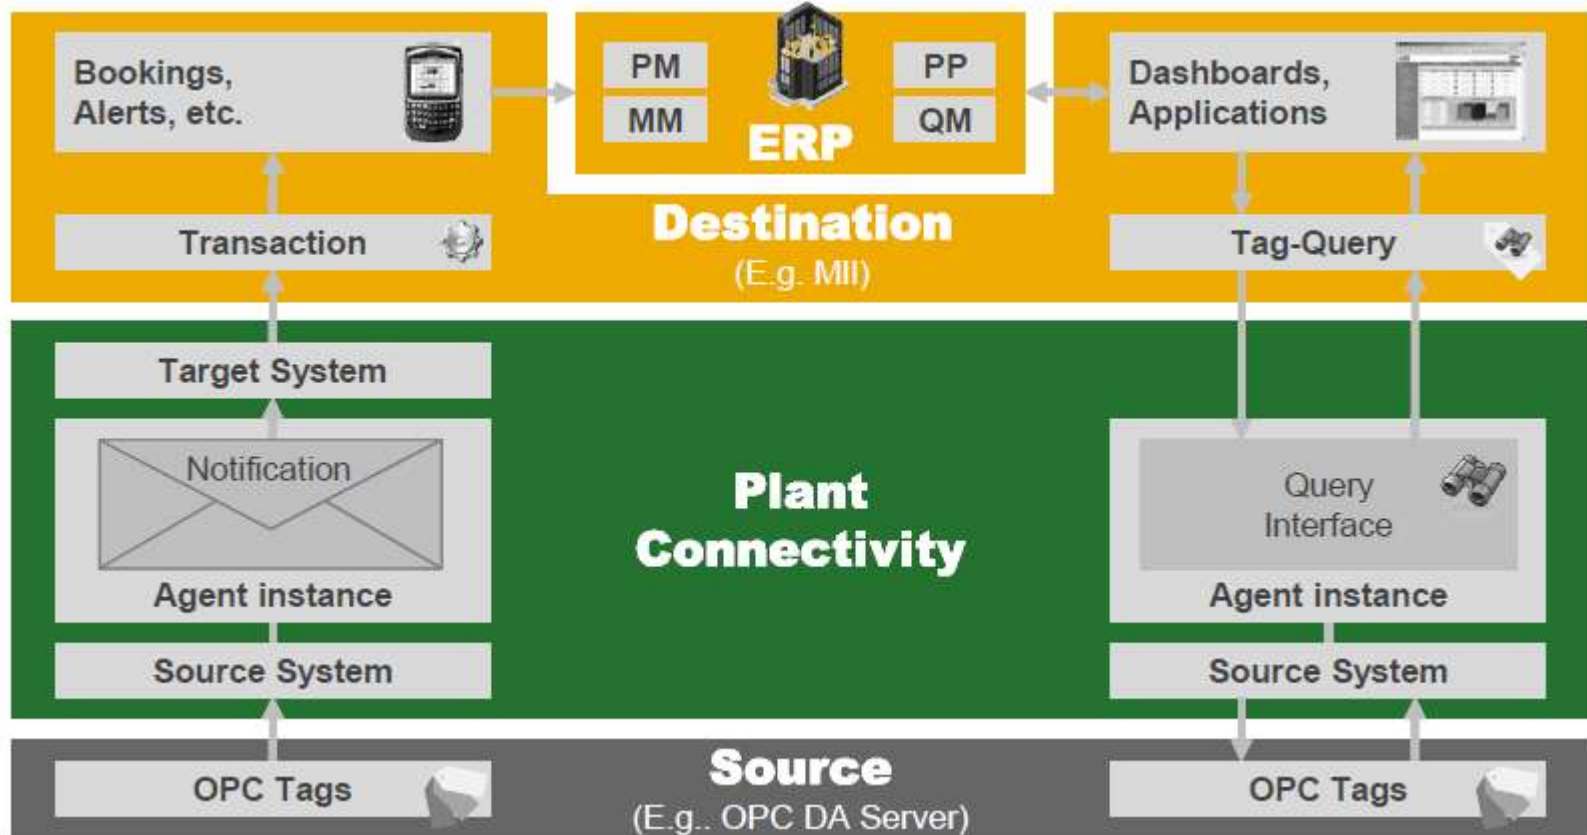 Bookings,
Alerts, etc.
PM
MM
PP
QM
ERP
Dashboards,
Applications
Transaction
Destination
(E.g. MII)
Tag-Query
Target System
Notification
Agent instance
Source System
Plant
Connectivity
Query
Interface
Agent instance
Source System
OPC Tags
Source
(E.g.. OPC DA Server)
OPC Tags